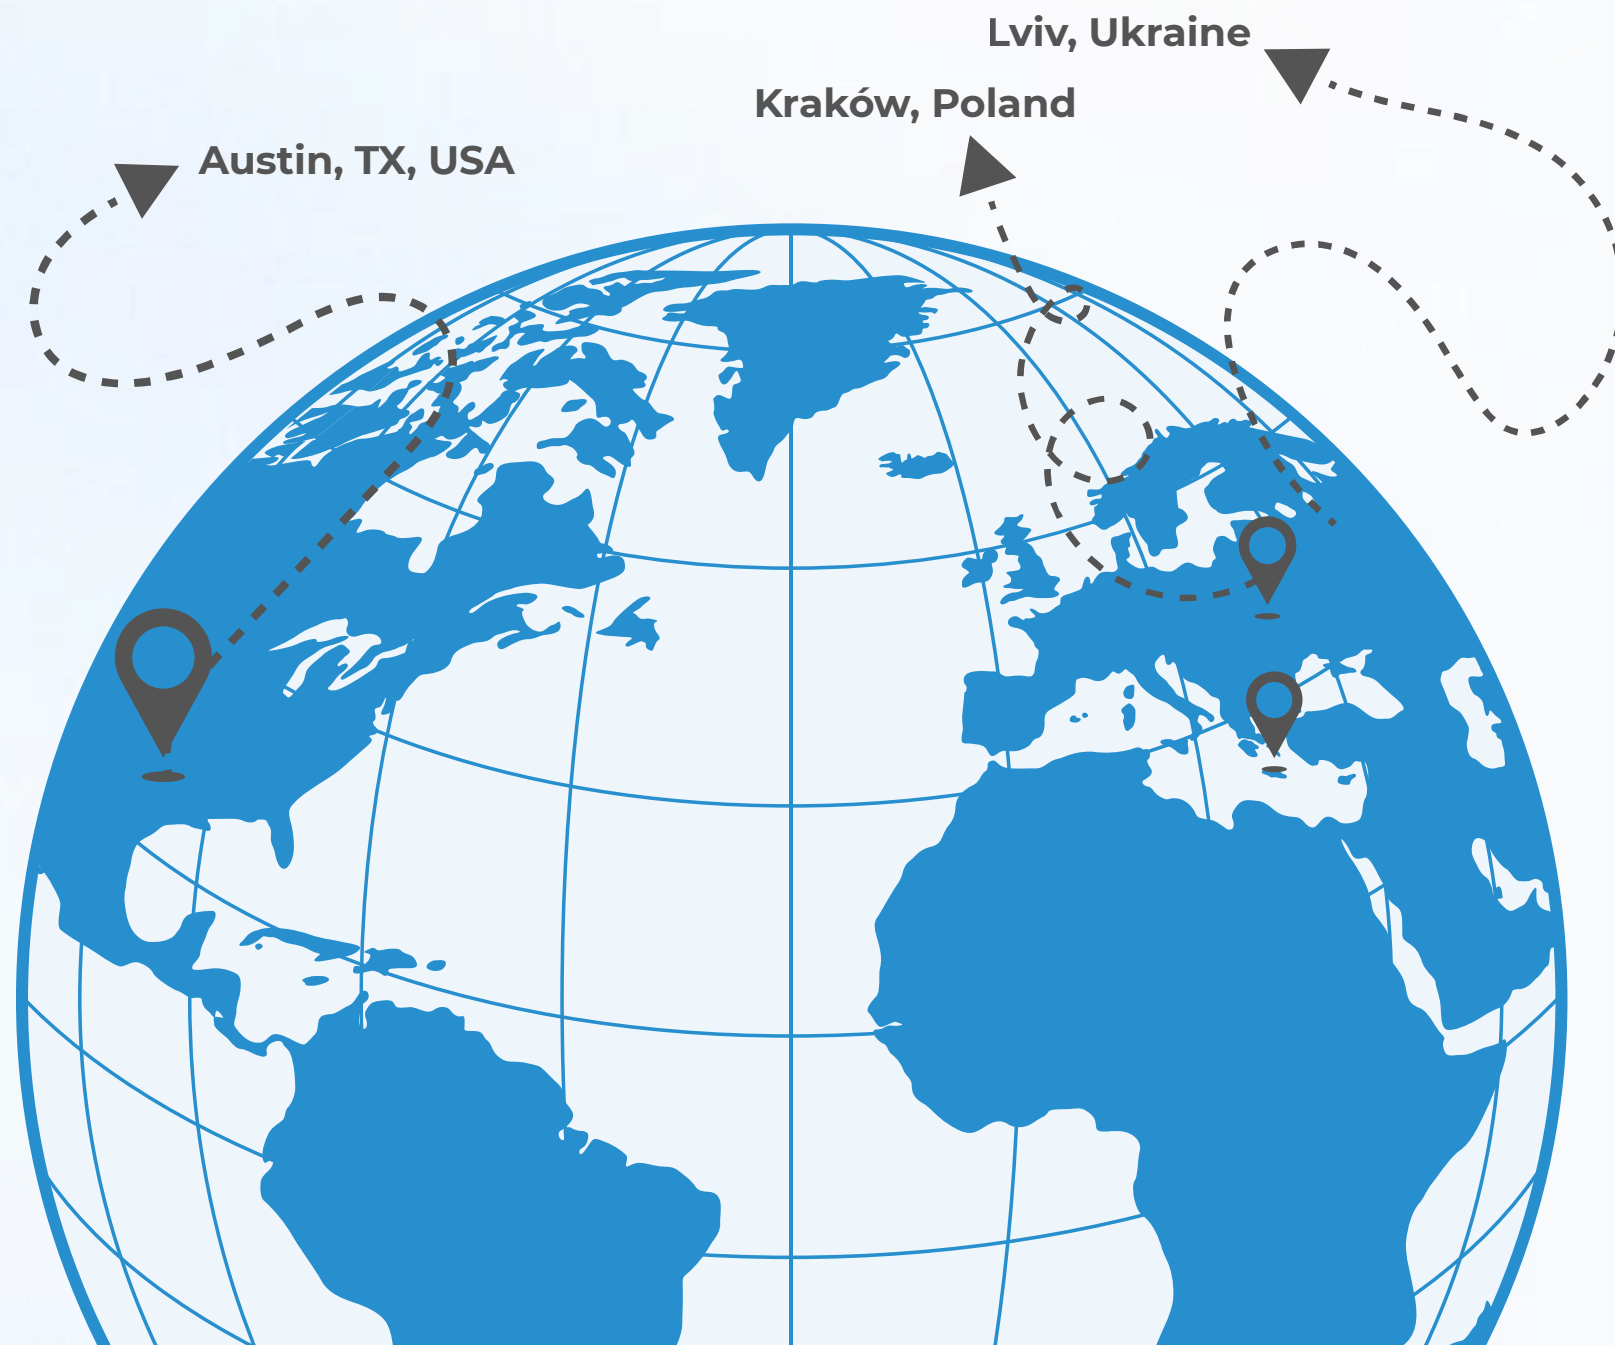 Lviv, Ukraine
Kraków, Poland
Austin, TX, USA